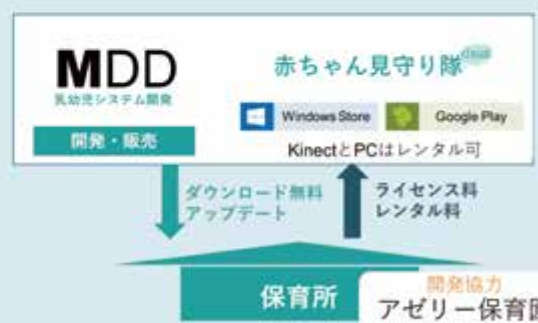 MDD
乳幼児システム開発
開発・販売
赤ちゃん見守り隊 cloud
Windows Store
Google Play
KinectとPCはレンタル可
ダウンロード無料
アップデート
ライセンス料
レンタル料
保育所
開発協力
アゼリー保育園